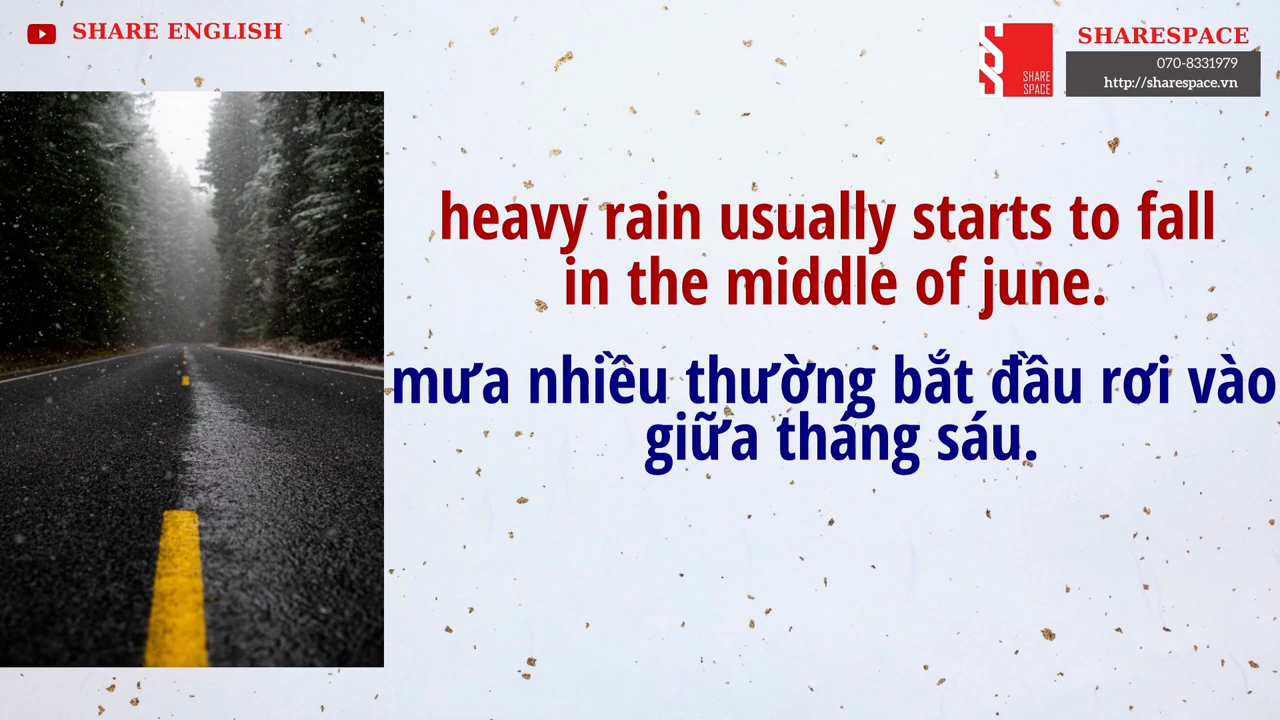 SHARE ENGLISH
SHARESPACE
070-8331979
http://sharespace.vn
SHARE
SPACE
heavy rain usually starts to fall
in the middle of june.
mưa nhiều thường bắt đầu rơi vào
giữa tháng sáu.